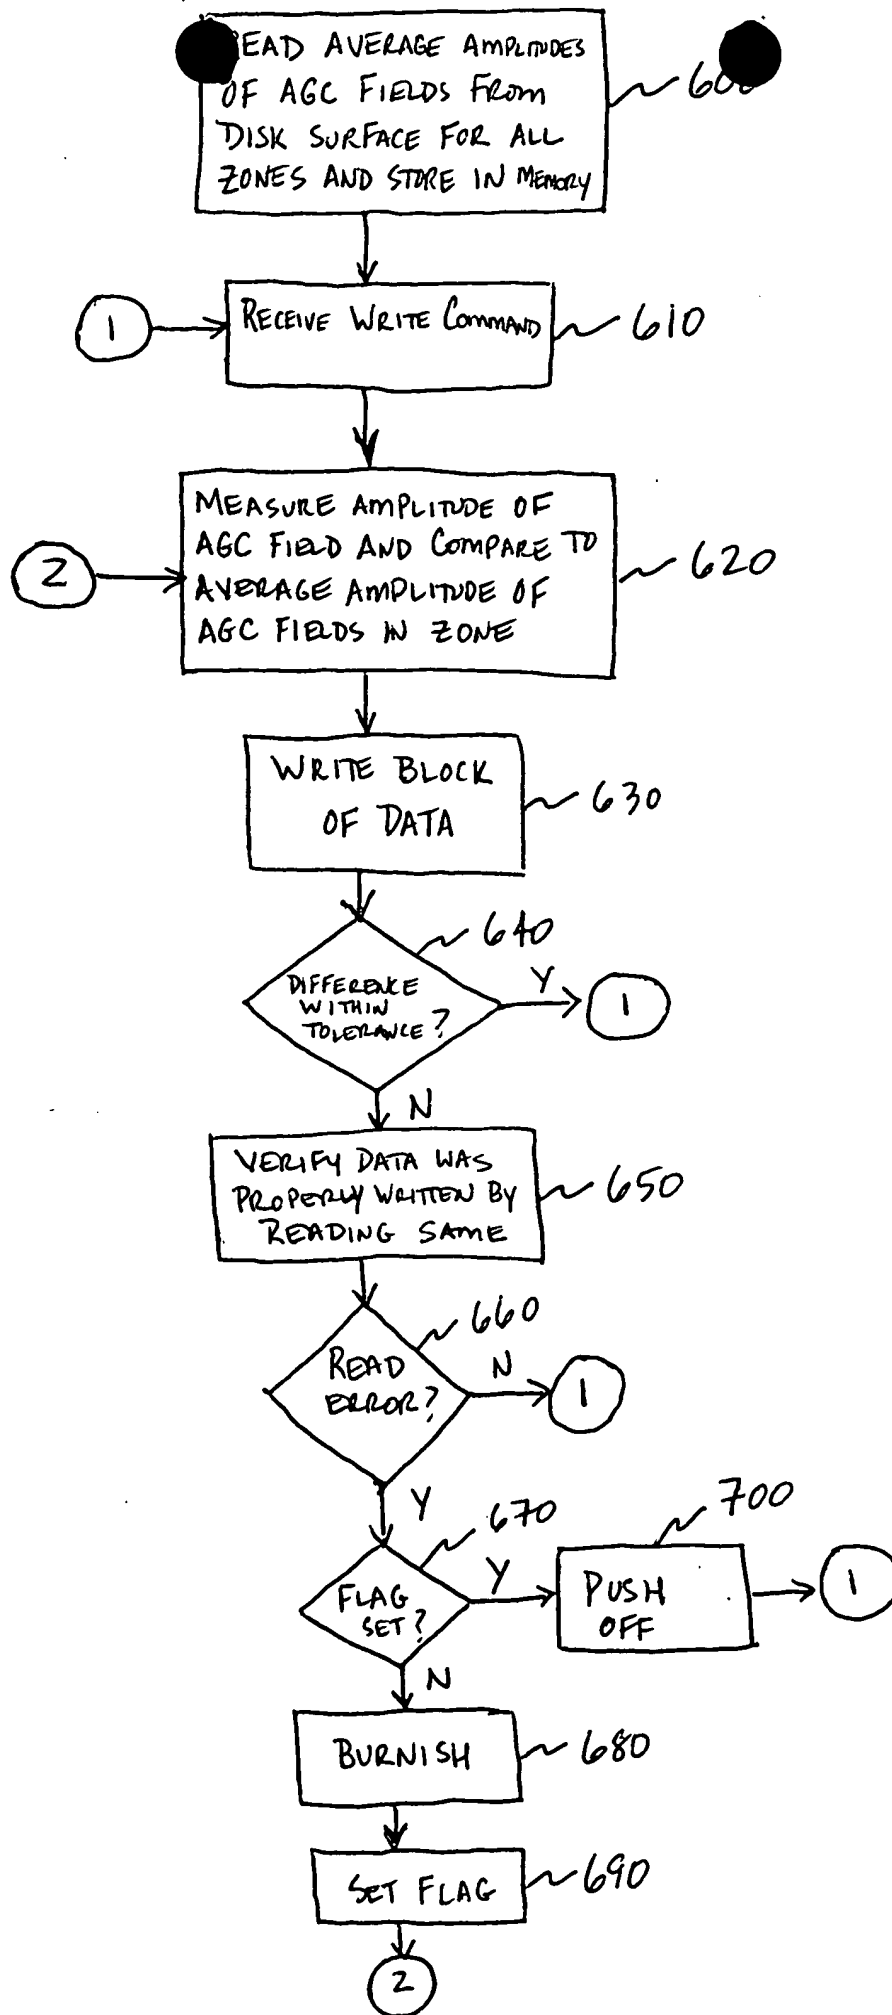 EAD AVERAGE AMPLITUDES
OF AGC FIELDS FROM
DISK SURFACE FOR ALL
ZONES AND STORE IN MEMORY
1
RECEIVE WRITE COMMAND
610
MEASURE AMPLITUDE OF
AGC FIELD AND COMPARE TO
AVERAGE AMPLITUDE OF
AGC FIELDS IN ZONE
2
620
WRITE BLOCK
OF DATA
630
640
DIFFERENCE
WITHIN
TOLERANCE?
Y
1
N
VERIFY DATA WAS
PROPERLY WRITTEN BY
READING SAME
650
660
READ
ERROR?
N
1
Y
670
FLAG
SET?
Y
700
PUSH
OFF
1
N
BURNISH
680
SET FLAG
690
2